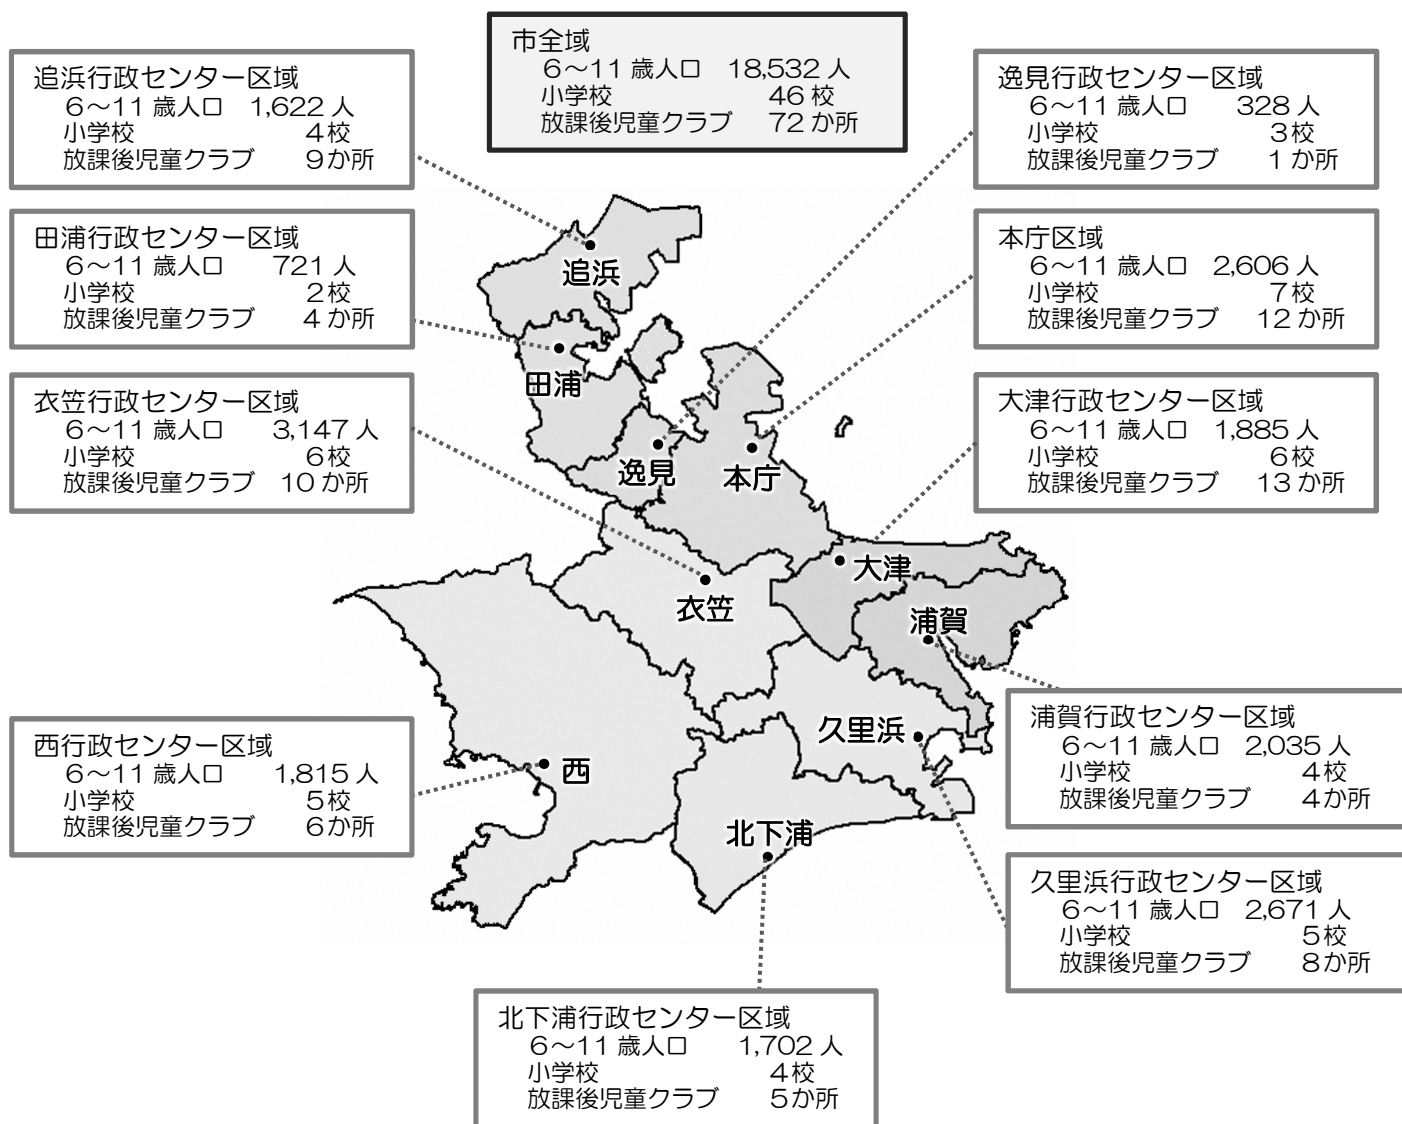 市全域
6～11 歳人口 18,532 人
小学校 46 校
放課後児童クラブ 72 か所
追浜行政センター区域
6～11 歳人口 1,622 人
小学校 4校
放課後児童クラブ 9か所
田浦行政センター区域
6～11 歳人口 721 人
小学校 2校
放課後児童クラブ 4か所
衣笠行政センター区域
6～11 歳人口 3,147 人
小学校 6校
放課後児童クラブ 10か所
西行政センター区域
6～11 歳人口 1,815 人
小学校 5校
放課後児童クラブ 6か所
逸見行政センター区域
6～11 歳人口 328 人
小学校 3校
放課後児童クラブ 1か所
本庁区域
6～11 歳人口 2,606 人
小学校 7校
放課後児童クラブ 12か所
大津行政センター区域
6～11 歳人口 1,885 人
小学校 6校
放課後児童クラブ 13か所
浦賀行政センター区域
6～11 歳人口 2,035 人
小学校 4校
放課後児童クラブ 4か所
久里浜行政センター区域
6～11 歳人口 2,671 人
小学校 5校
放課後児童クラブ 8か所
北下浦行政センター区域
6～11 歳人口 1,702 人
小学校 4校
放課後児童クラブ 5か所
追浜
田浦
逸見
本庁
大津
衣笠
浦賀
久里浜
西
北下浦